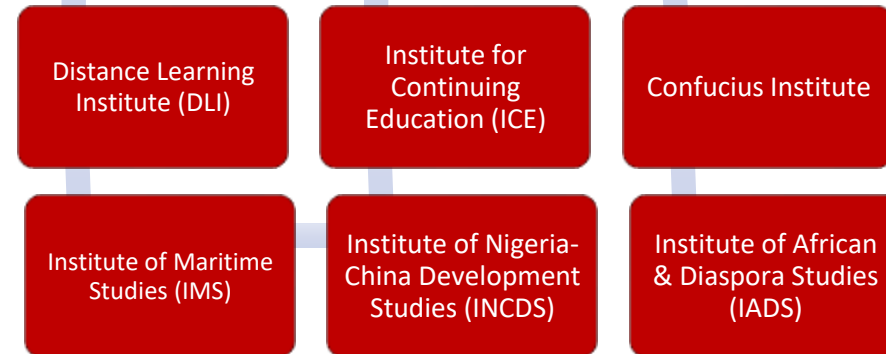 Distance Learning
Institute (DLI)
Institute for
Continuing
Education (ICE)
Confucius Institute
Institute of Maritime
Studies (IMS)
Institute of Nigeria-
China Development
Studies (INCDS)
Institute of African
& Diaspora Studies
(IADS)